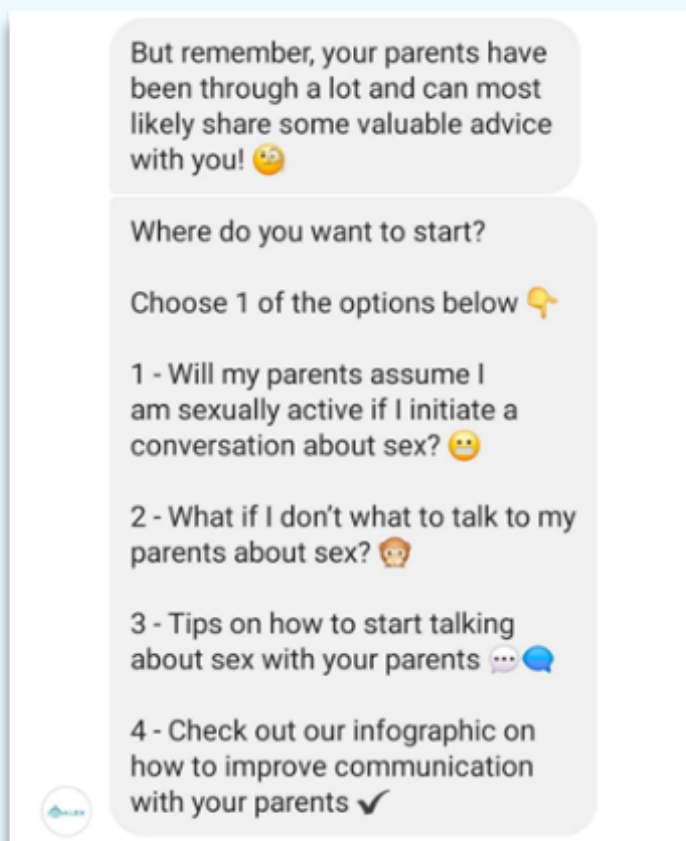 But remember, your parents have
been through a lot and can most
likely share some valuable advice
with you! 🧐
Where do you want to start?
Choose 1 of the options below 👇
1 - Will my parents assume I
am sexually active if I initiate a
conversation about sex? 😬
2 - What if I don't what to talk to my
parents about sex? 🙊
3 - Tips on how to start talking
about sex with your parents 💬🗨
4 - Check out our infographic on
how to improve communication
with your parents ✔